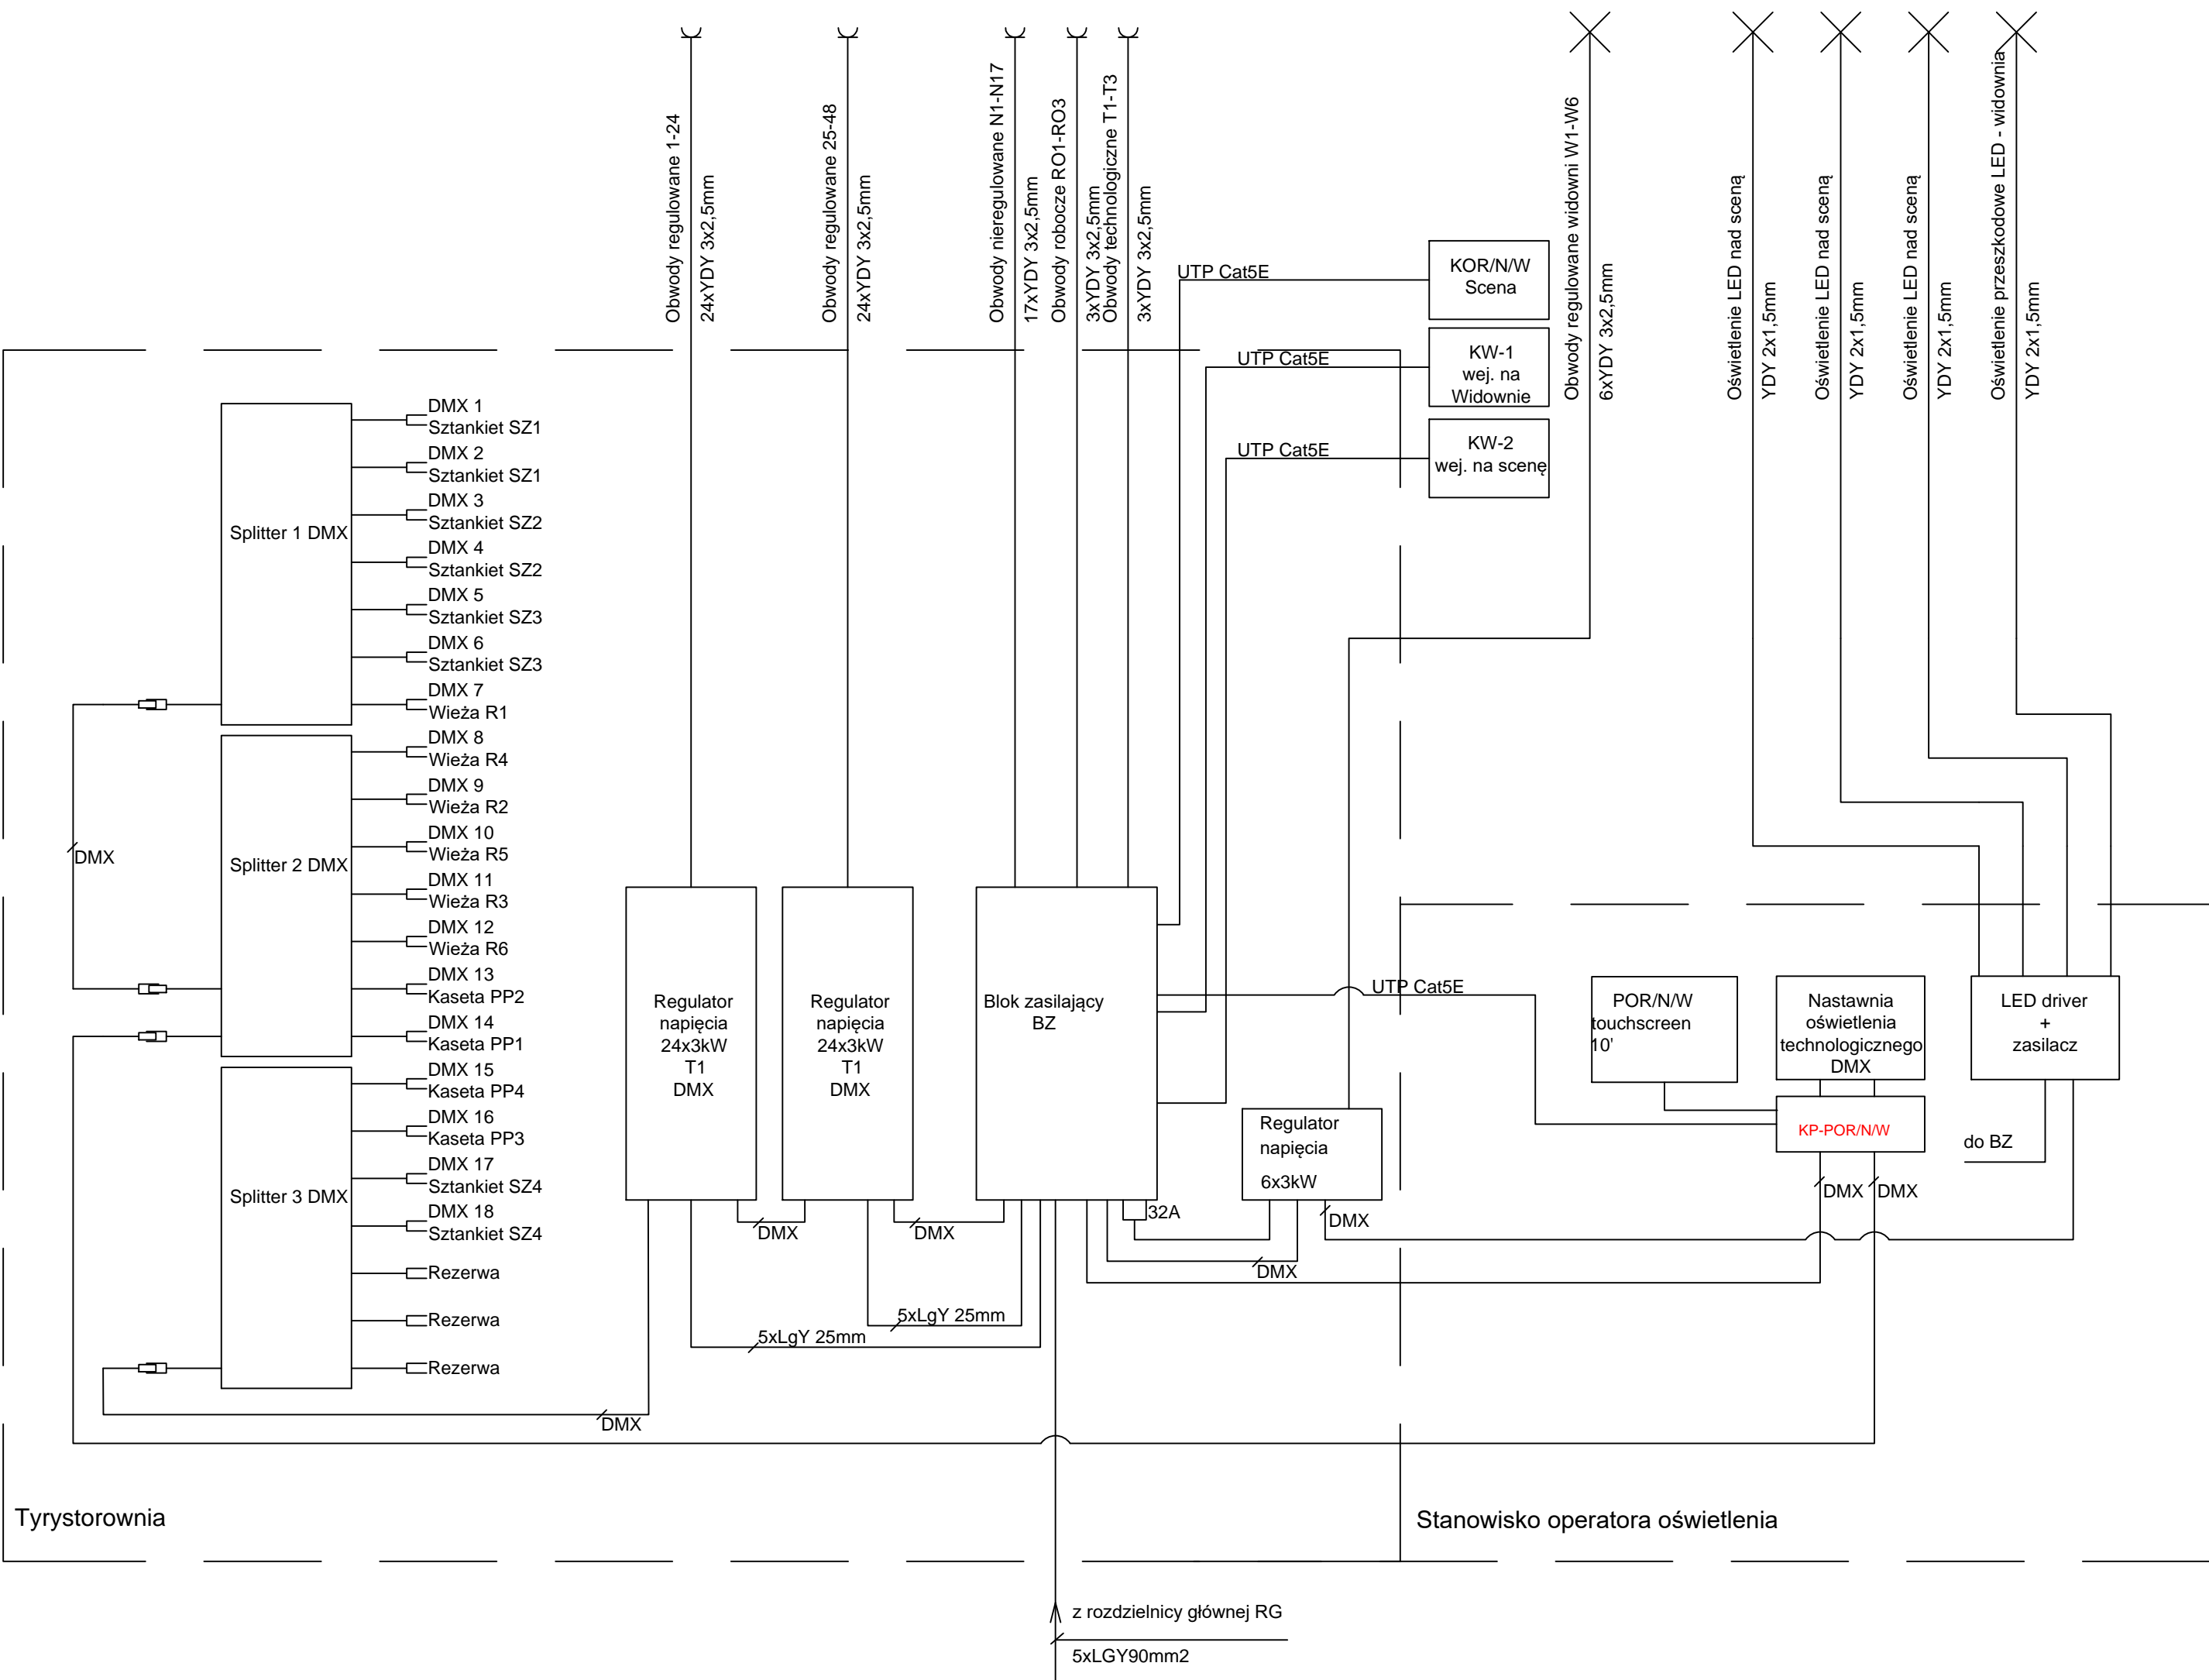 Obwody regulowane 1-24
24xYDY 3x2,5mm
Obwody regulowane 25-48
24xYDY 3x2,5mm
Obwody nieregulowane N1-N17
17xYDY 3x2,5mm
Obwody robocze RO1-RO3
3xYDY 3x2,5mm
Obwody technologiczne T1-T3
3xYDY 3x2,5mm
Obwody regulowane widowni W1-W6
6xYDY 3x2,5mm
Oświetlenie LED nad sceną
YDY 2x1,5mm
Oświetlenie LED nad sceną
YDY 2x1,5mm
Oświetlenie LED nad sceną
YDY 2x1,5mm
Oświetlenie przeszkodowe LED - widownia
YDY 2x1,5mm
UTP Cat5E
KOR/N/W
Scena
UTP Cat5E
KW-1
wej. na
Widownie
UTP Cat5E
KW-2
wej. na scenę
Splitter 1 DMX
DMX 1
Sztankiet SZ1
DMX 2
Sztankiet SZ1
DMX 3
Sztankiet SZ2
DMX 4
Sztankiet SZ2
DMX 5
Sztankiet SZ3
DMX 6
Sztankiet SZ3
DMX 7
Wieża R1
DMX
Splitter 2 DMX
DMX 8
Wieża R4
DMX 9
Wieża R2
DMX 10
Wieża R5
DMX 11
Wieża R3
DMX 12
Wieża R6
DMX 13
Kaseta PP2
DMX 14
Kaseta PP1
Splitter 3 DMX
DMX 15
Kaseta PP4
DMX 16
Kaseta PP3
DMX 17
Sztankiet SZ4
DMX 18
Sztankiet SZ4
Rezerwa
Rezerwa
Rezerwa
Regulator
napięcia
24x3kW
T1
DMX
Regulator
napięcia
24x3kW
T1
DMX
Blok zasilający
BZ
UTP Cat5E
Regulator
napięcia
6x3kW
POR/N/W
touchscreen
10'
Nastawnia
oświetlenia
technologicznego
DMX
KP-POR/N/W
LED driver
+
zasilacz
do BZ
DMX
DMX
32A
DMX
DMX
DMX
DMX
5xLgY 25mm
5xLgY 25mm
DMX
Tyrystorownia
Stanowisko operatora oświetlenia
z rozdzielnicy głównej RG
5xLGY90mm2